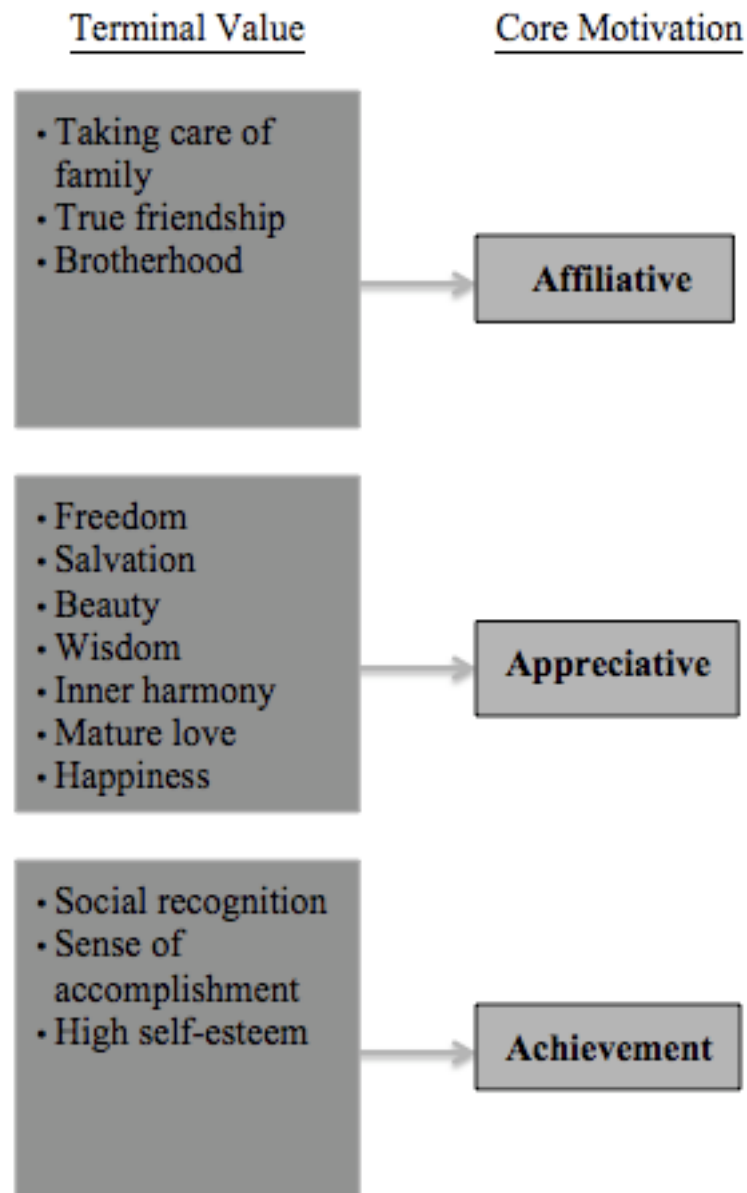 Terminal Value
Core Motivation
• Taking care of
family
• True friendship
• Brotherhood
Affiliative
• Freedom
• Salvation
• Beauty
• Wisdom
• Inner harmony
• Mature love
• Happiness
Appreciative
• Social recognition
• Sense of
accomplishment
• High self-esteem
Achievement